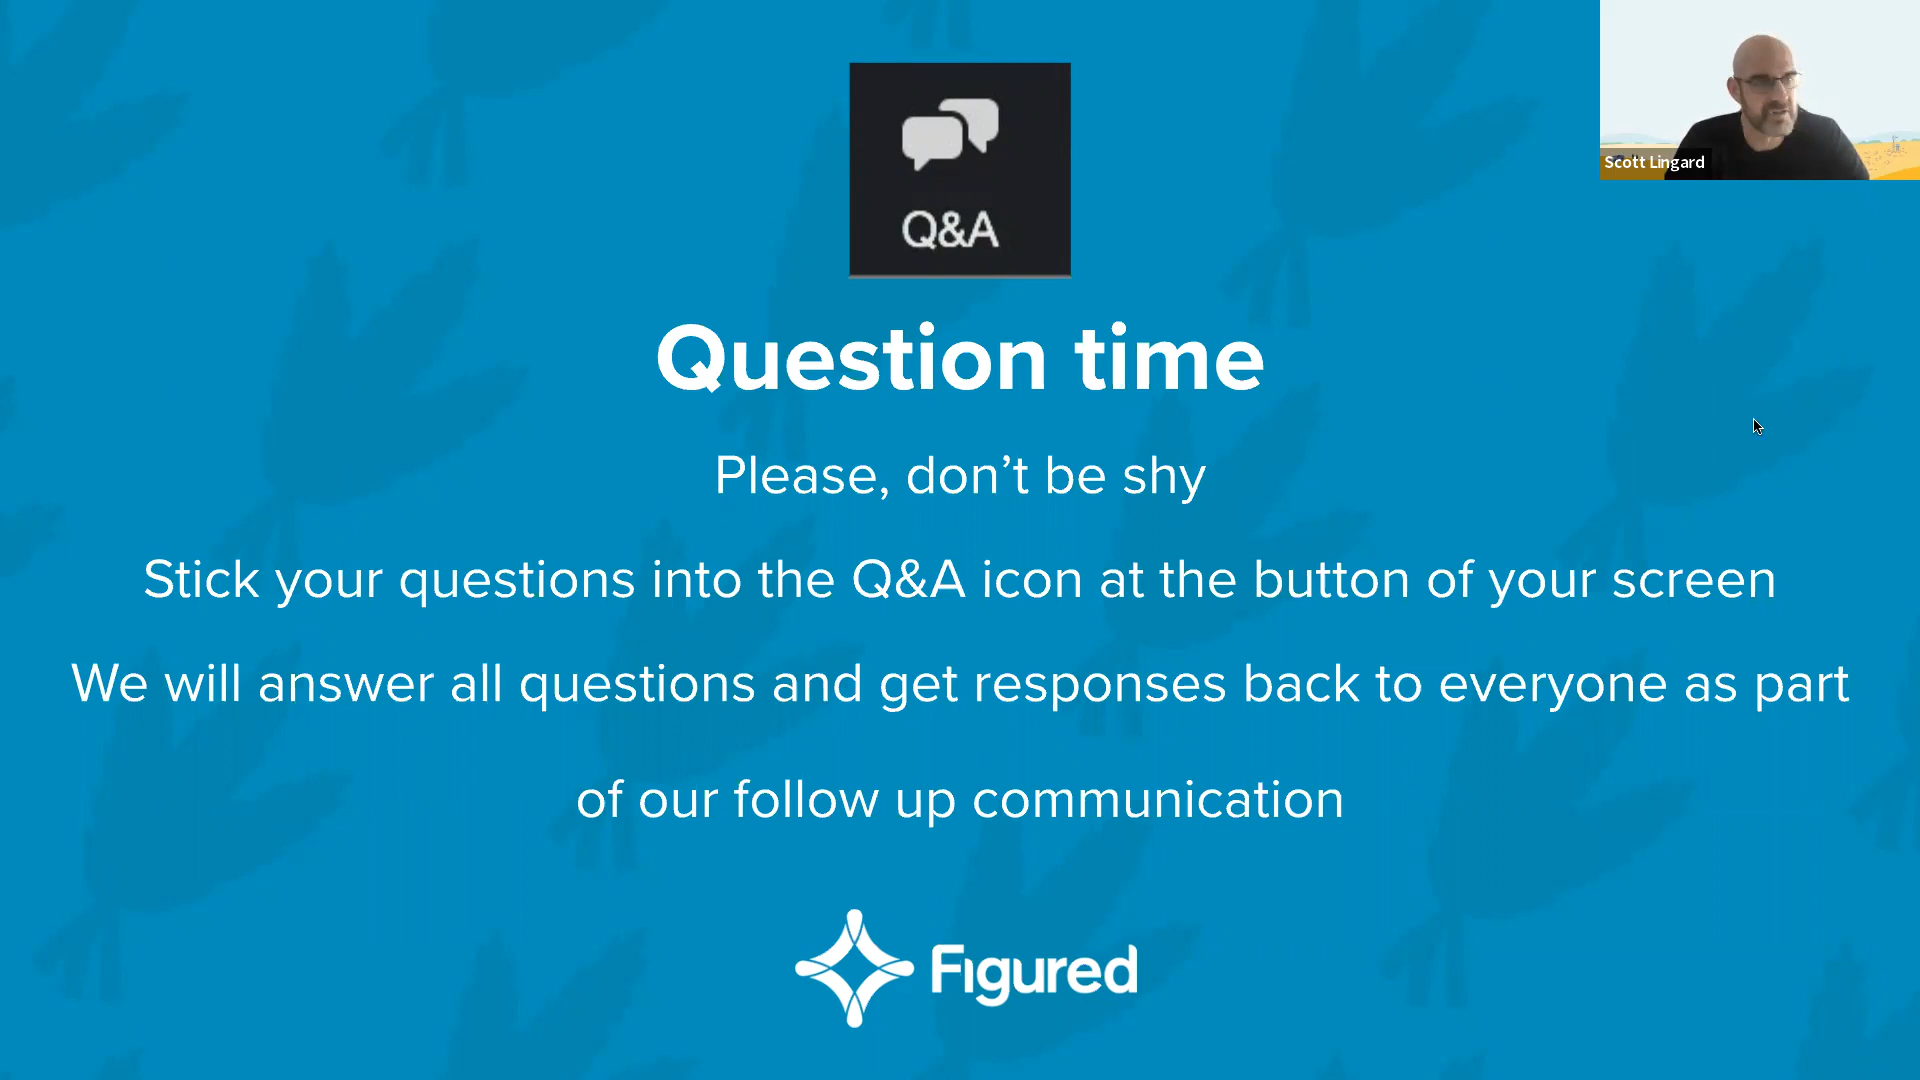 Q&A
Scott Lingard
Question time
Please, don’t be shy
Stick your questions into the Q&A icon at the button of your screen
We will answer all questions and get responses back to everyone as part
of our follow up communication
Figured